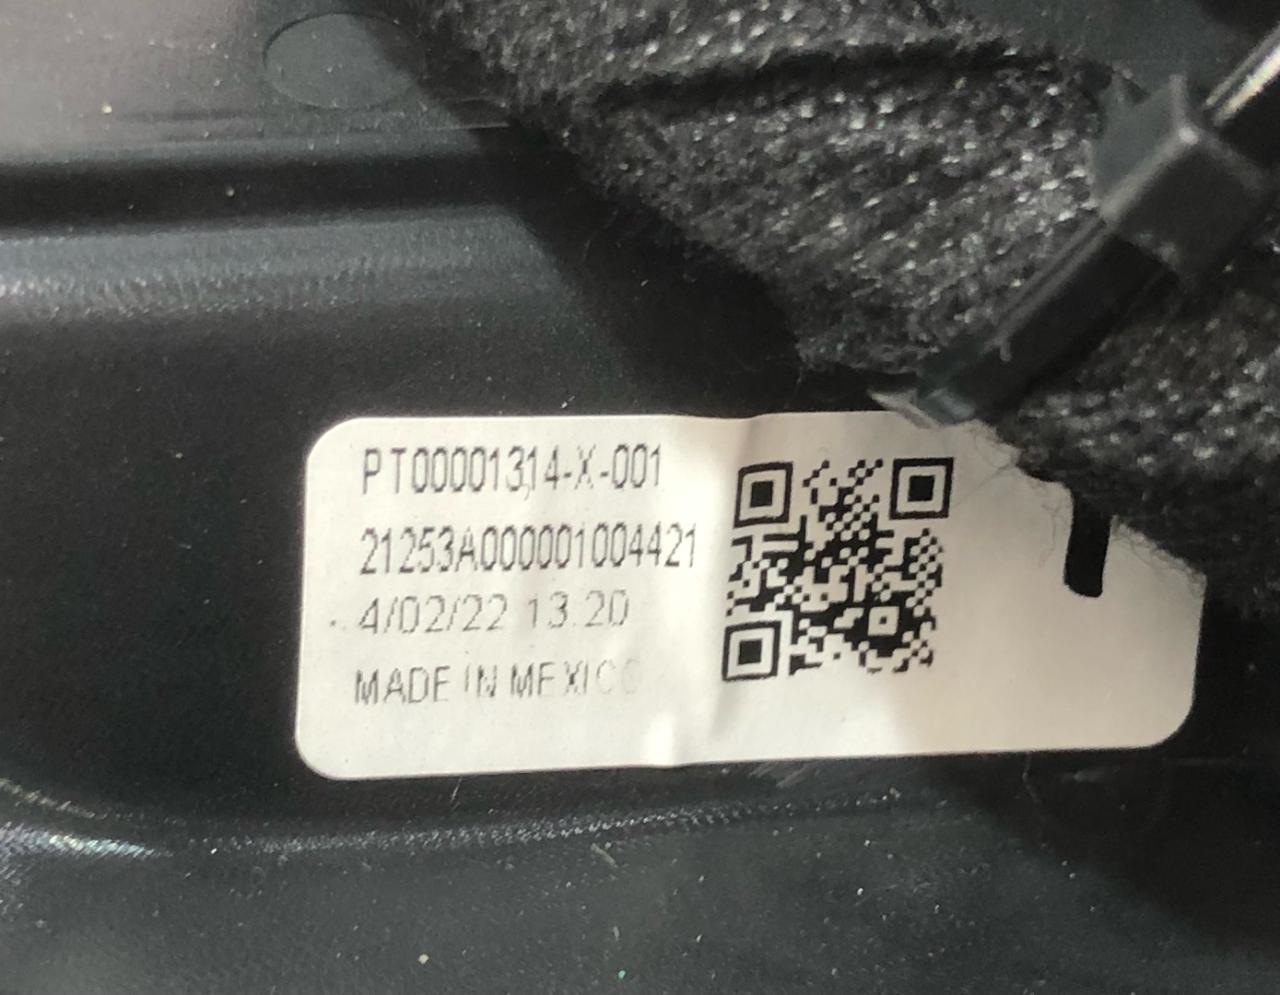 PT00001314-X-001
21253A000001004421
4/02/22 13:20
MADE IN MEXICO